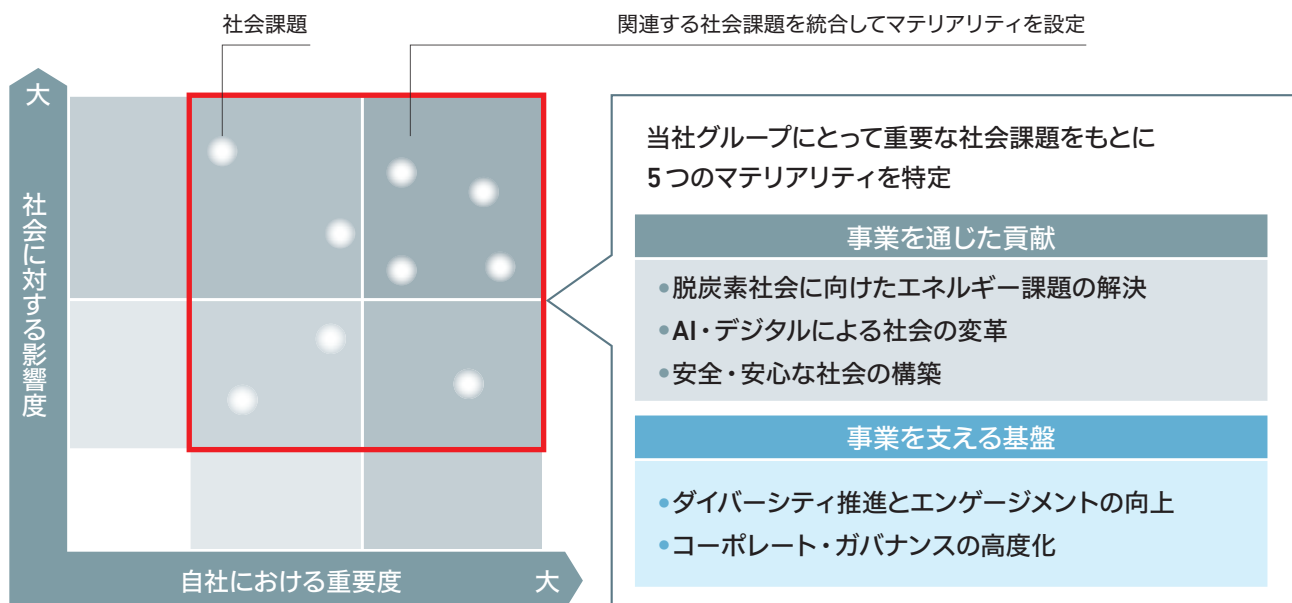 社会課題
関連する社会課題を統合してマテリアリティを設定
大
社会に対する影響度
自社における重要度
大
当社グループにとって重要な社会課題をもとに
5つのマテリアリティを特定
事業を通じた貢献
•脱炭素社会に向けたエネルギー課題の解決
•AI・デジタルによる社会の変革
•安全・安心な社会の構築
事業を支える基盤
•ダイバーシティ推進とエンゲージメントの向上
•コーポレート・ガバナンスの高度化